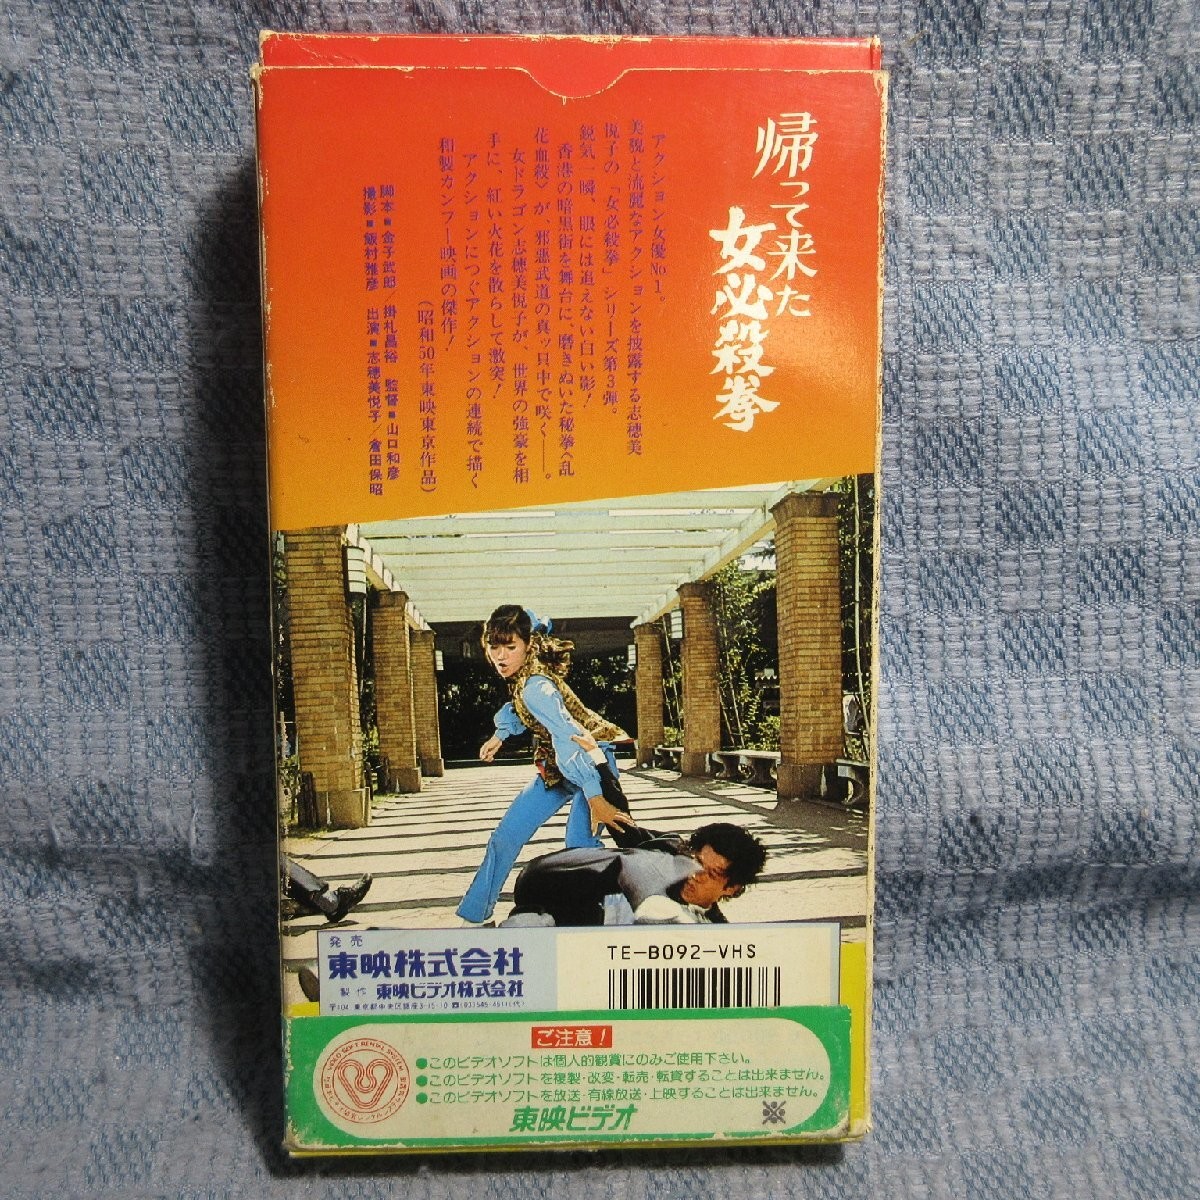 帰って来た
女必殺拳
アクション女優No1。
美貌と流麗なアクションを披露する志穂美
悦子の「女必殺拳」シリーズ第3弾。
鋭気一瞬、眼には追えない白い影!
香港の暗黒街を舞台に、磨きぬいた秘拳〈乱
花血殺〉が、邪悪武道の真ッ只中で咲く──。
女ドラゴン志穂美悦子が、世界の強豪を相
手に、紅い火花を散らして激突!
アクションにつぐアクションの連続で描く
和製カンフー映画の傑作!
(昭和50年東映東京作品)
脚本■金子武郎/掛札昌裕 監督■山口和彦
撮影■飯村雅彦 出演■志穂美悦子/倉田保昭
発売
東映株式会社
製作 東映ビデオ株式会社
〒104 東京都中央区銀座3-10-10
TE-B092-VHS
ご注意!
●このビデオソフトは個人的観賞にのみご使用下さい。
●このビデオソフトを複製・改変・転売・転貸することは出来ません。
●このビデオソフトを放送・有線放送・上映することは出来ません。
東映ビデオ